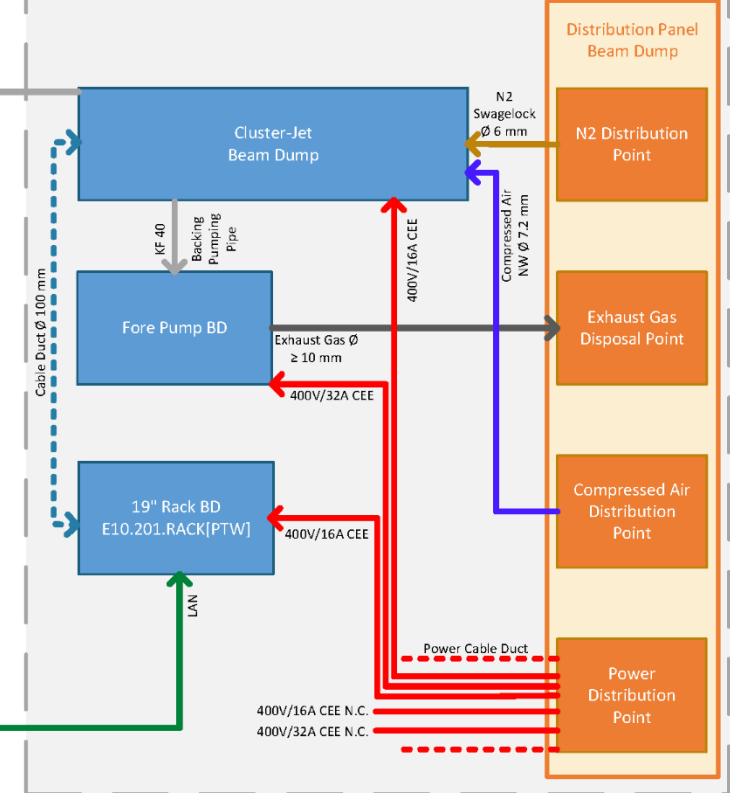 Distribution Panel
Beam Dump
N2
Swagelock
Ø 6 mm
Cluster-Jet
Beam Dump
N2 Distribution
Point
KF 40
Backing
Pumping
Pipe
400V/16A CEE
Compressed Air
NW Ø 7.2 mm
Cable Duct Ø 100 mm
Fore Pump BD
Exhaust Gas Ø
≥ 10 mm
Exhaust Gas
Disposal Point
400V/32A CEE
19" Rack BD
E10.201.RACK[PTW]
400V/16A CEE
Compressed Air
Distribution
Point
LAN
Power Cable Duct
Power
Distribution
Point
400V/16A CEE N.C.
400V/32A CEE N.C.